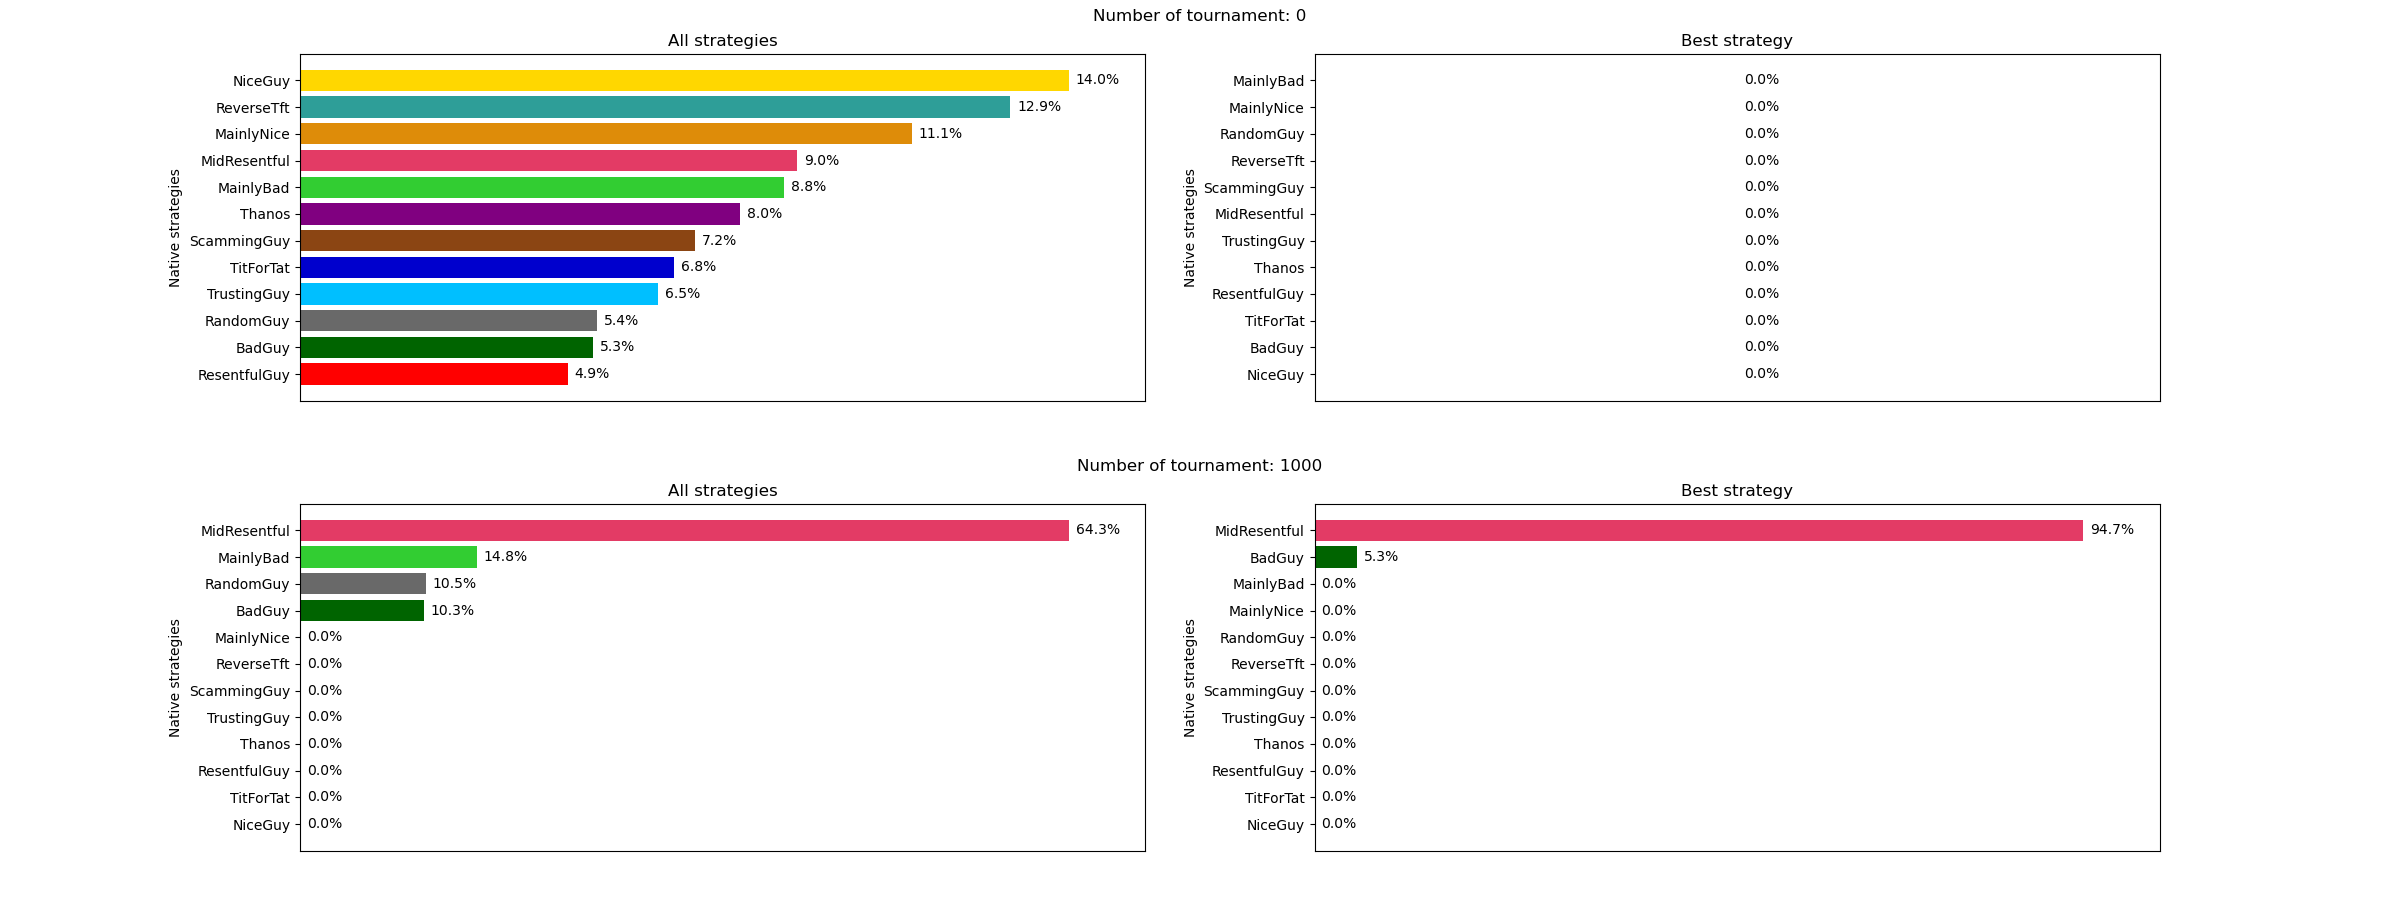 Number of tournament: 0
All strategies
Native strategies
NiceGuy 14.0%
ReverseTft 12.9%
MainlyNice 11.1%
MidResentful 9.0%
MainlyBad 8.8%
Thanos 8.0%
ScammingGuy 7.2%
TitForTat 6.8%
TrustingGuy 6.5%
RandomGuy 5.4%
BadGuy 5.3%
ResentfulGuy 4.9%
Best strategy
Native strategies
MainlyBad 0.0%
MainlyNice 0.0%
RandomGuy 0.0%
ReverseTft 0.0%
ScammingGuy 0.0%
MidResentful 0.0%
TrustingGuy 0.0%
Thanos 0.0%
ResentfulGuy 0.0%
TitForTat 0.0%
BadGuy 0.0%
NiceGuy 0.0%
Number of tournament: 1000
All strategies
Native strategies
MidResentful 64.3%
MainlyBad 14.8%
RandomGuy 10.5%
BadGuy 10.3%
MainlyNice 0.0%
ReverseTft 0.0%
ScammingGuy 0.0%
TrustingGuy 0.0%
Thanos 0.0%
ResentfulGuy 0.0%
TitForTat 0.0%
NiceGuy 0.0%
Best strategy
Native strategies
MidResentful 94.7%
BadGuy 5.3%
MainlyBad 0.0%
MainlyNice 0.0%
RandomGuy 0.0%
ReverseTft 0.0%
ScammingGuy 0.0%
TrustingGuy 0.0%
Thanos 0.0%
ResentfulGuy 0.0%
TitForTat 0.0%
NiceGuy 0.0%